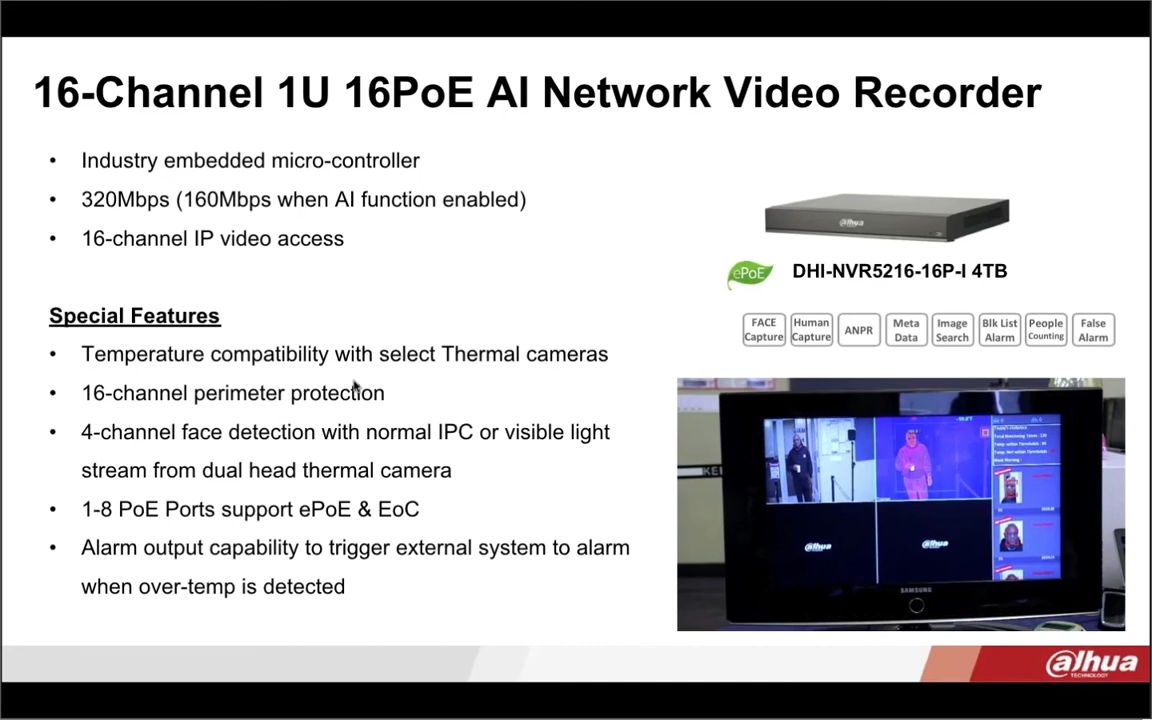 16-Channel 1U 16PoE AI Network Video Recorder
• Industry embedded micro-controller
• 320Mbps (160Mbps when AI function enabled)
• 16-channel IP video access
alhua
TECHNOLOGY
ePoE
DHI-NVR5216-16P-I 4TB
Special Features
• Temperature compatibility with select Thermal cameras
• 16-channel perimeter protection
• 4-channel face detection with normal IPC or visible light
stream from dual head thermal camera
• 1-8 PoE Ports support ePoE & EoC
• Alarm output capability to trigger external system to alarm
when over-temp is detected
FACE
Capture
Human
Capture
ANPR
Meta
Data
Image
Search
Blk List
Alarm
People
Counting
False
Alarm
KE
alhua
alhua
SAMSUNG
alhua
TECHNOLOGY